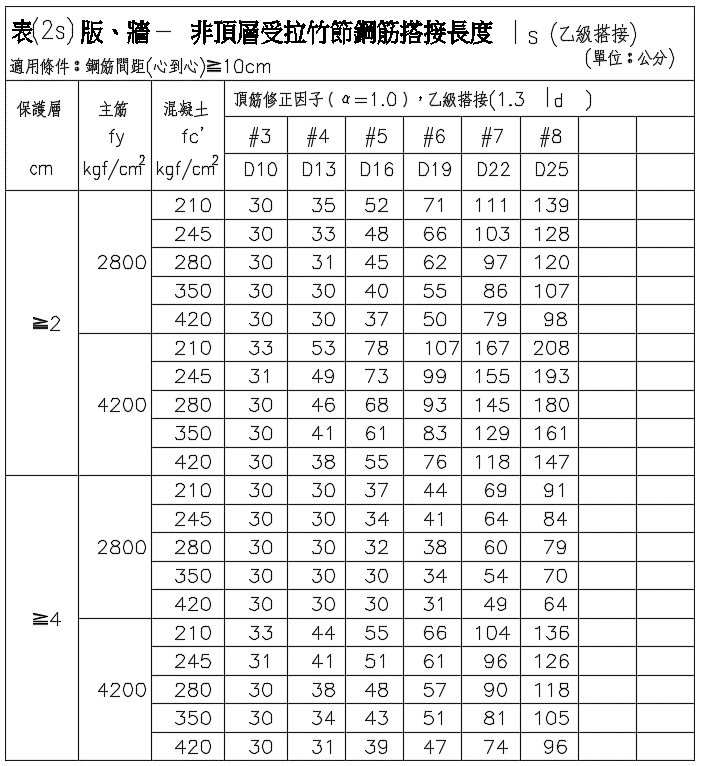 表(2s) 版、牆－ 非頂層受拉竹節鋼筋搭接長度 ls (乙級搭接)
適用條件：鋼筋間距(心到心)≧10cm (單位：公分)
保護層 主筋 混凝土 頂筋修正因子(α=1.0)，乙級搭接(1.3 ld )
fy fc' #3 #4 #5 #6 #7 #8
cm kgf/cm² kgf/cm² D10 D13 D16 D19 D22 D25
210 30 35 52 71 111 139
245 30 33 48 66 103 128
2800 280 30 31 45 62 97 120
350 30 30 40 55 86 107
420 30 30 37 50 79 98
≧2
210 33 53 78 107 167 208
245 31 49 73 99 155 193
4200 280 30 46 68 93 145 180
350 30 41 61 83 129 161
420 30 38 55 76 118 147
210 30 30 37 44 69 91
245 30 30 34 41 64 84
2800 280 30 30 32 38 60 79
350 30 30 30 34 54 70
420 30 30 30 31 49 64
≧4
210 33 44 55 66 104 136
245 31 41 51 61 96 126
4200 280 30 38 48 57 90 118
350 30 34 43 51 81 105
420 30 31 39 47 74 96